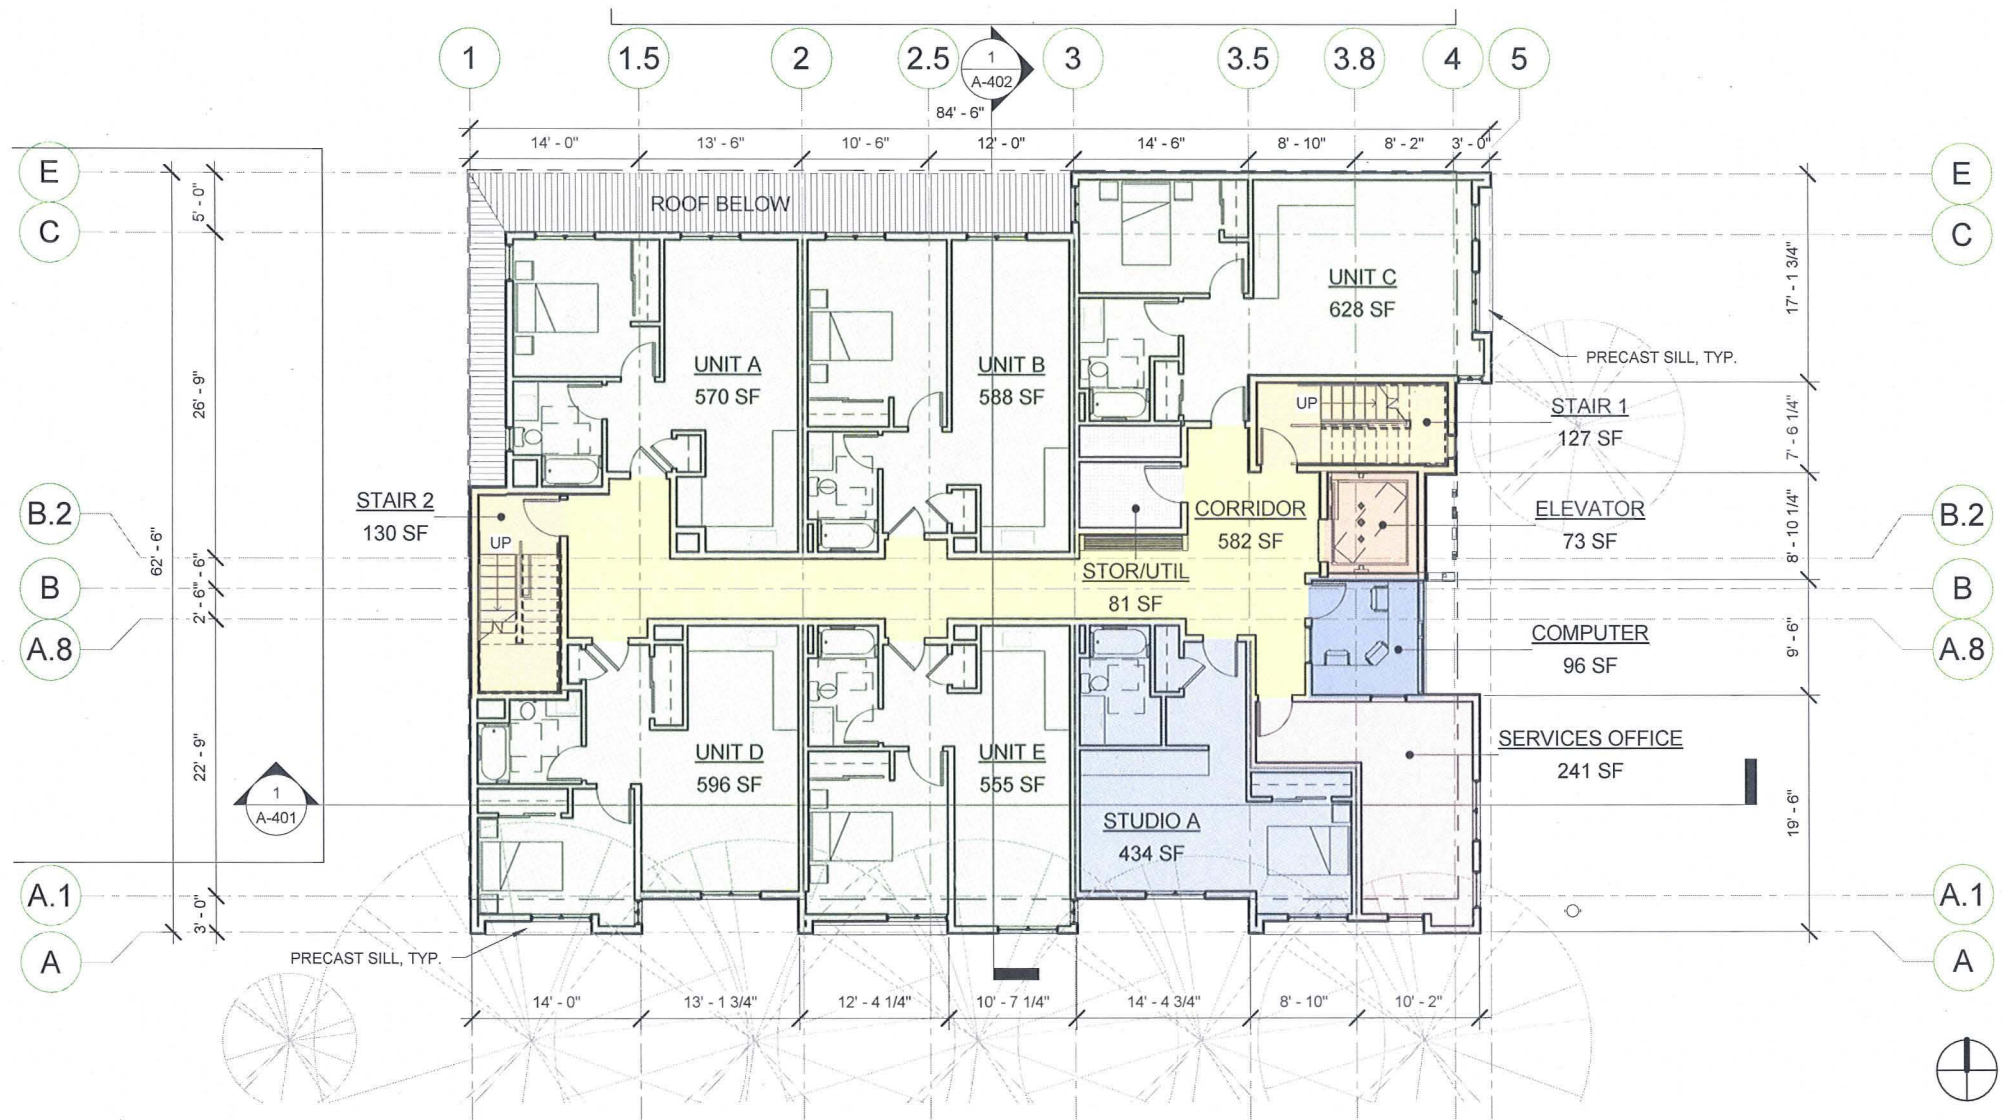 1
1.5
2
2.5
1
A-402
3
3.5
3.8
4
5
84' - 6"
14' - 0"
13' - 6"
10' - 6"
12' - 0"
14' - 6"
8' - 10"
8' - 2"
3' - 0"
E
E
5' - 0"
ROOF BELOW
C
C
17' - 1 3/4"
UNIT C
628 SF
PRECAST SILL, TYP.
UNIT A
570 SF
UNIT B
588 SF
26' - 9"
UP
STAIR 1
127 SF
7' - 6 1/4"
STAIR 2
130 SF
UP
CORRIDOR
582 SF
ELEVATOR
73 SF
B.2
B.2
8' - 10 1/4"
62' - 6"
2' - 6"
2' - 6"
STOR/UTIL
81 SF
B
B
COMPUTER
96 SF
9' - 6"
A.8
A.8
UNIT D
596 SF
UNIT E
555 SF
SERVICES OFFICE
241 SF
22' - 9"
1
A-401
STUDIO A
434 SF
19' - 6"
A.1
A.1
3' - 0"
PRECAST SILL, TYP.
A
A
14' - 0"
13' - 1 3/4"
12' - 4 1/4"
10' - 7 1/4"
14' - 4 3/4"
8' - 10"
10' - 2"